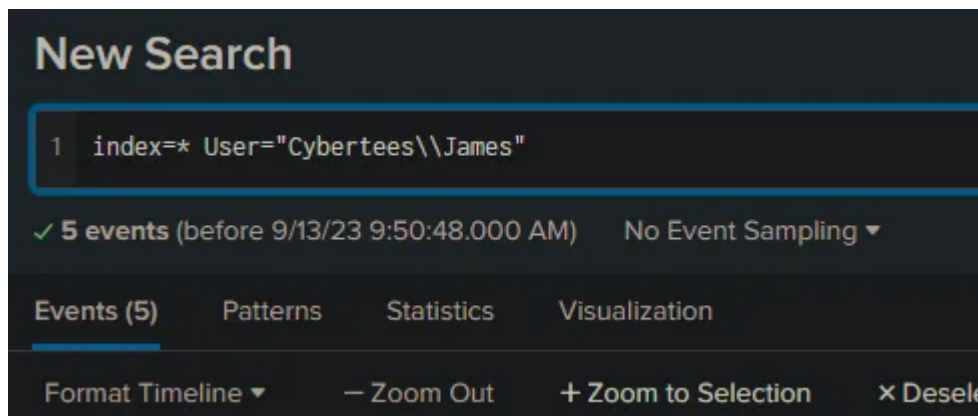 New Search
1 index=* User="Cybertees\\James"
✓ 5 events (before 9/13/23 9:50:48.000 AM) No Event Sampling ▾
Events (5) Patterns Statistics Visualization
Format Timeline ▾ — Zoom Out + Zoom to Selection × Desele